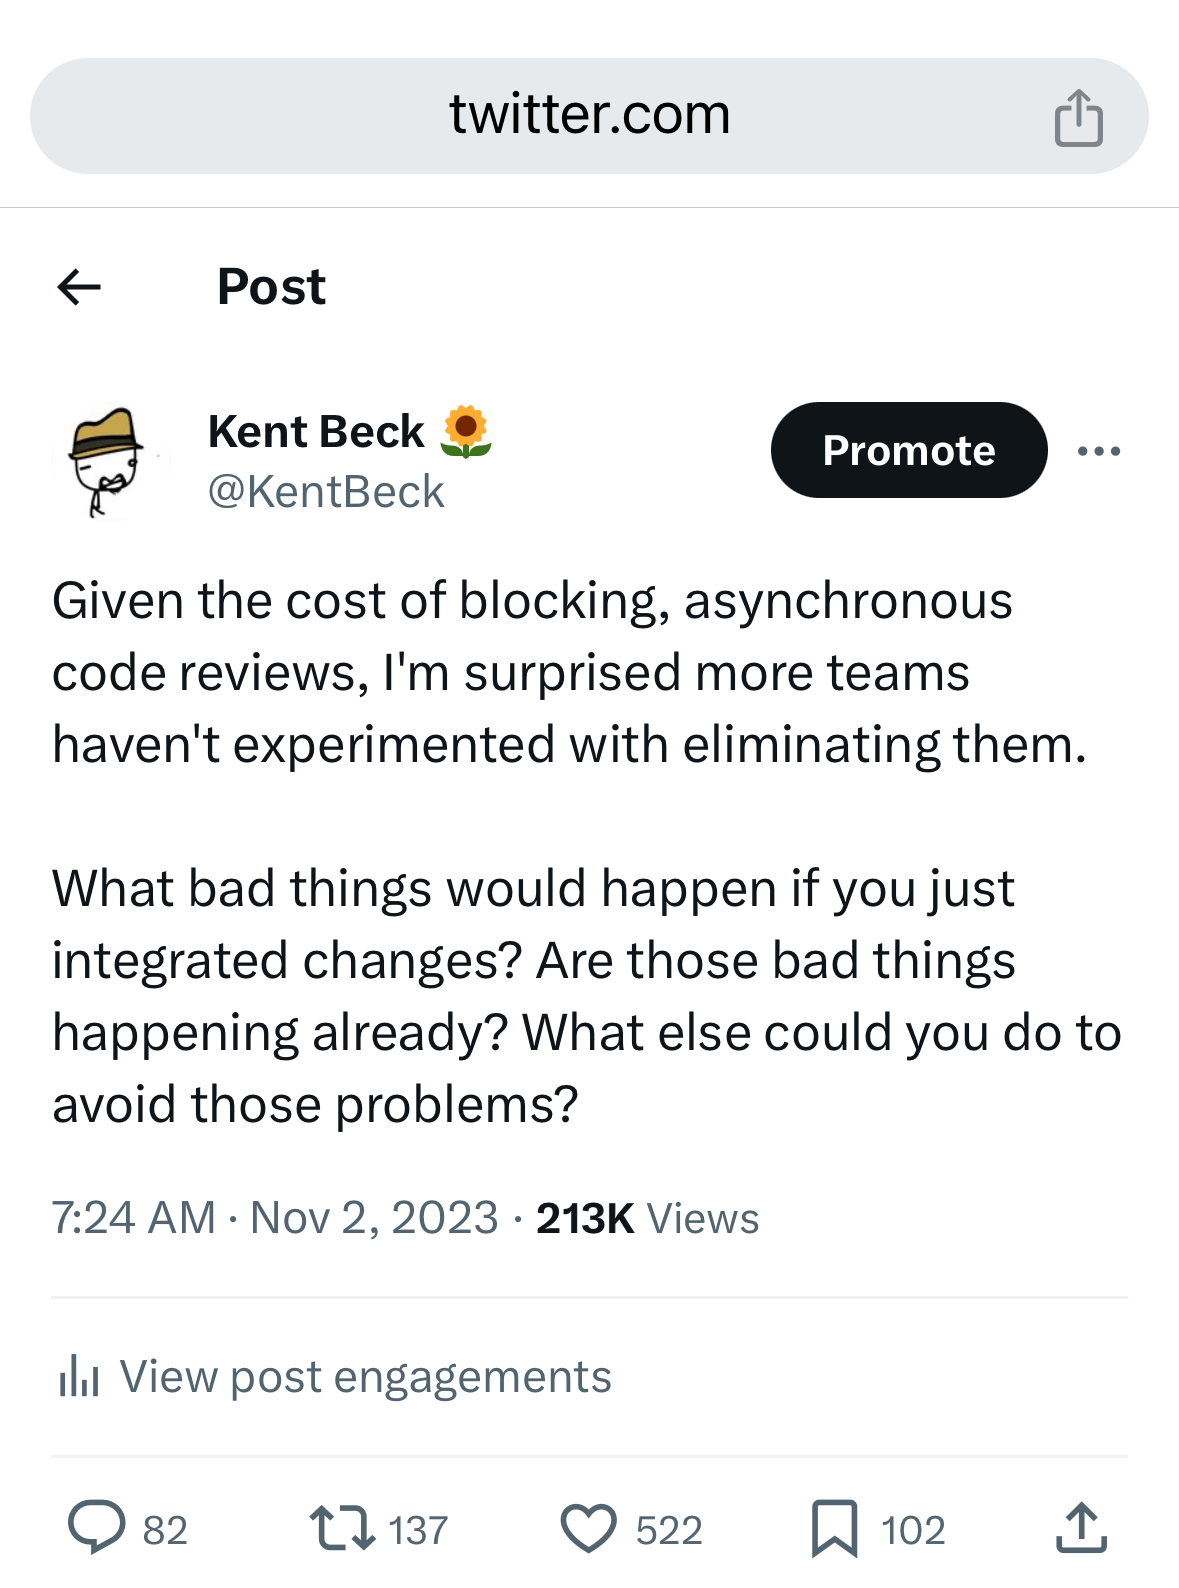 twitter.com
Post
Kent Beck 🌻
Promote
@KentBeck
Given the cost of blocking, asynchronous
code reviews, I'm surprised more teams
haven't experimented with eliminating them.
What bad things would happen if you just
integrated changes? Are those bad things
happening already? What else could you do to
avoid those problems?
7:24 AM · Nov 2, 2023 · 213K Views
View post engagements
82 137 522 102